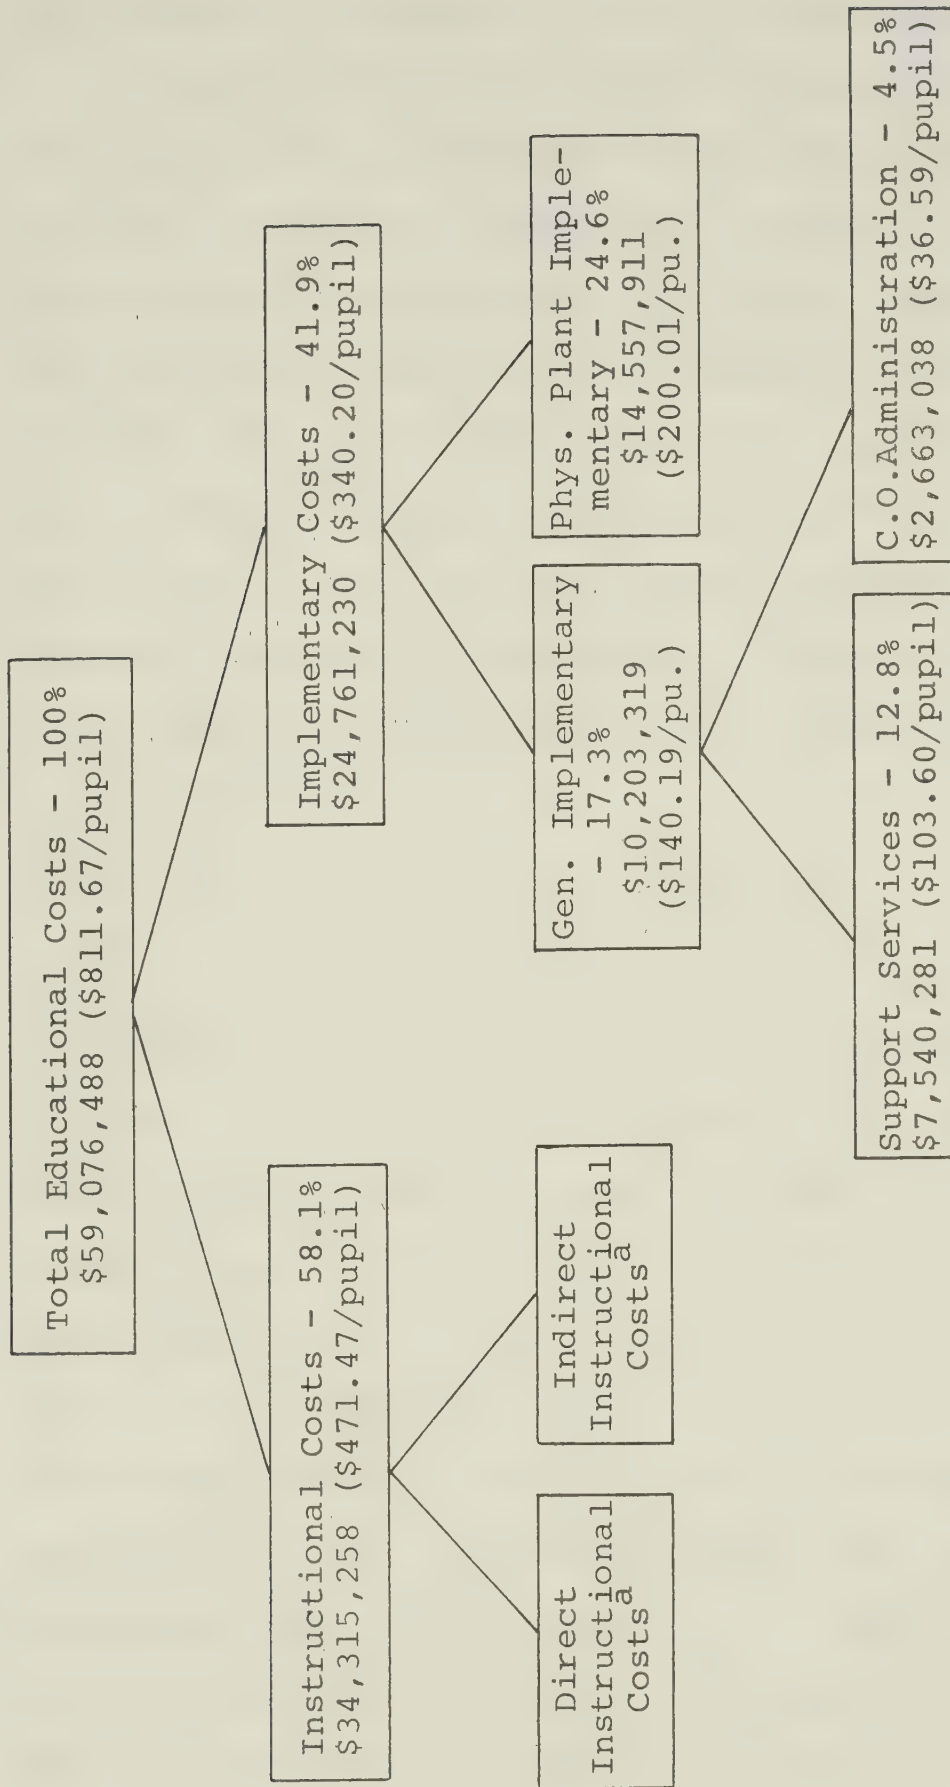 Total Educational Costs - 100%
$59,076,488 ($811.67/pupil)
Instructional Costs - 58.1%
$34,315,258 ($471.47/pupil)
Implementary Costs - 41.9%
$24,761,230 ($340.20/pupil)
Direct
Instructional
Costs a
Indirect
Instructional
Costs a
Gen. Implementary
- 17.3%
$10,203,319
($140.19/pu.)
Phys. Plant Imple-
mentary - 24.6%
$14,557,911
($200.01/pu.)
Support Services - 12.8%
$7,540,281 ($103.60/pupil)
C.O.Administration - 4.5%
$2,663,038 ($36.59/pupil)